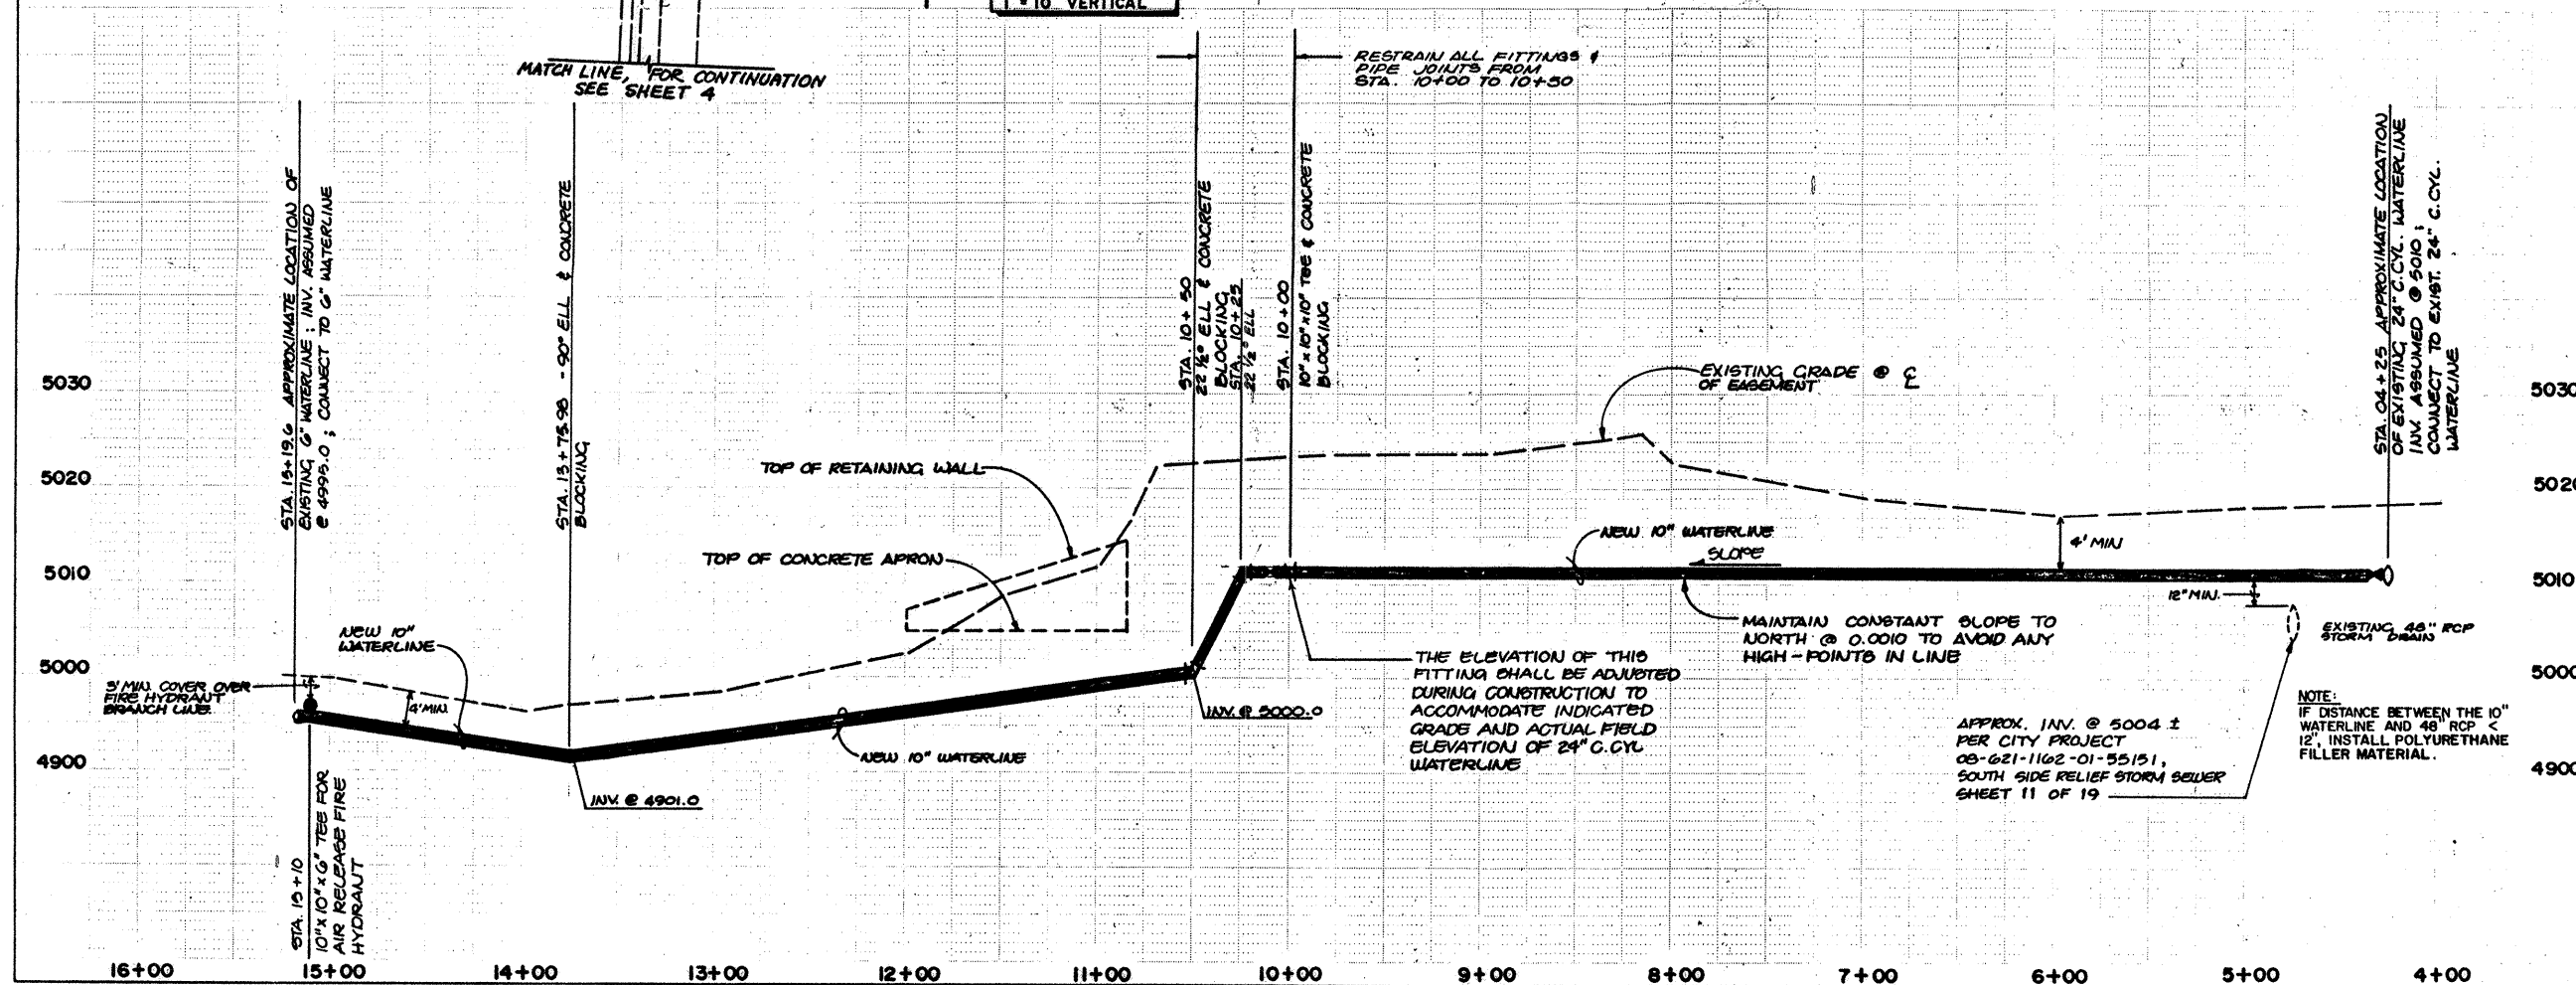 1" = 10' VERTICAL
MATCH LINE, FOR CONTINUATION
SEE SHEET 4
RESTRAIN ALL FITTINGS &
PIPE JOINTS FROM
STA. 10+00 TO 10+50
STA. 15+19.6 APPROXIMATE LOCATION OF
EXISTING 6" WATERLINE; INV. ASSUMED
@ 4995.0; CONNECT TO 6" WATERLINE
STA. 13+75.98 - 90° ELL & CONCRETE
BLOCKING
STA. 10+50
22 1/2° ELL & CONCRETE
BLOCKING
STA. 10+25
22 1/2° ELL
STA. 10+00
10"x10"x10" TEE & CONCRETE
BLOCKING
STA. 04+25 APPROXIMATE LOCATION
OF EXISTING 24" C.CYL. WATERLINE
INV. ASSUMED @ 5010;
CONNECT TO EXIST. 24" C.CYL.
WATERLINE
5030
5020
5010
5000
4900
5030
5020
5010
5000
4900
EXISTING GRADE @ ℄
OF EASEMENT
TOP OF RETAINING WALL
TOP OF CONCRETE APRON
NEW 10" WATERLINE
SLOPE
4' MIN
12" MIN.
EXISTING 48" RCP
STORM DRAIN
MAINTAIN CONSTANT SLOPE TO
NORTH @ 0.0010 TO AVOID ANY
HIGH-POINTS IN LINE
NEW 10"
WATERLINE
3' MIN. COVER OVER
FIRE HYDRANT
BRANCH LINE.
4' MIN.
THE ELEVATION OF THIS
FITTING SHALL BE ADJUSTED
DURING CONSTRUCTION TO
ACCOMMODATE INDICATED
GRADE AND ACTUAL FIELD
ELEVATION OF 24" C.CYL
WATERLINE
INV. @ 5000.0
NEW 10" WATERLINE
INV. @ 4901.0
APPROX. INV. @ 5004 ±
PER CITY PROJECT
08-621-1162-01-55151,
SOUTH SIDE RELIEF STORM SEWER
SHEET 11 OF 19
NOTE:
IF DISTANCE BETWEEN THE 10"
WATERLINE AND 48" RCP <
12", INSTALL POLYURETHANE
FILLER MATERIAL.
STA. 15+10
10"x10"x6" TEE FOR
AIR RELEASE FIRE
HYDRANT
16+00 15+00 14+00 13+00 12+00 11+00 10+00 9+00 8+00 7+00 6+00 5+00 4+00